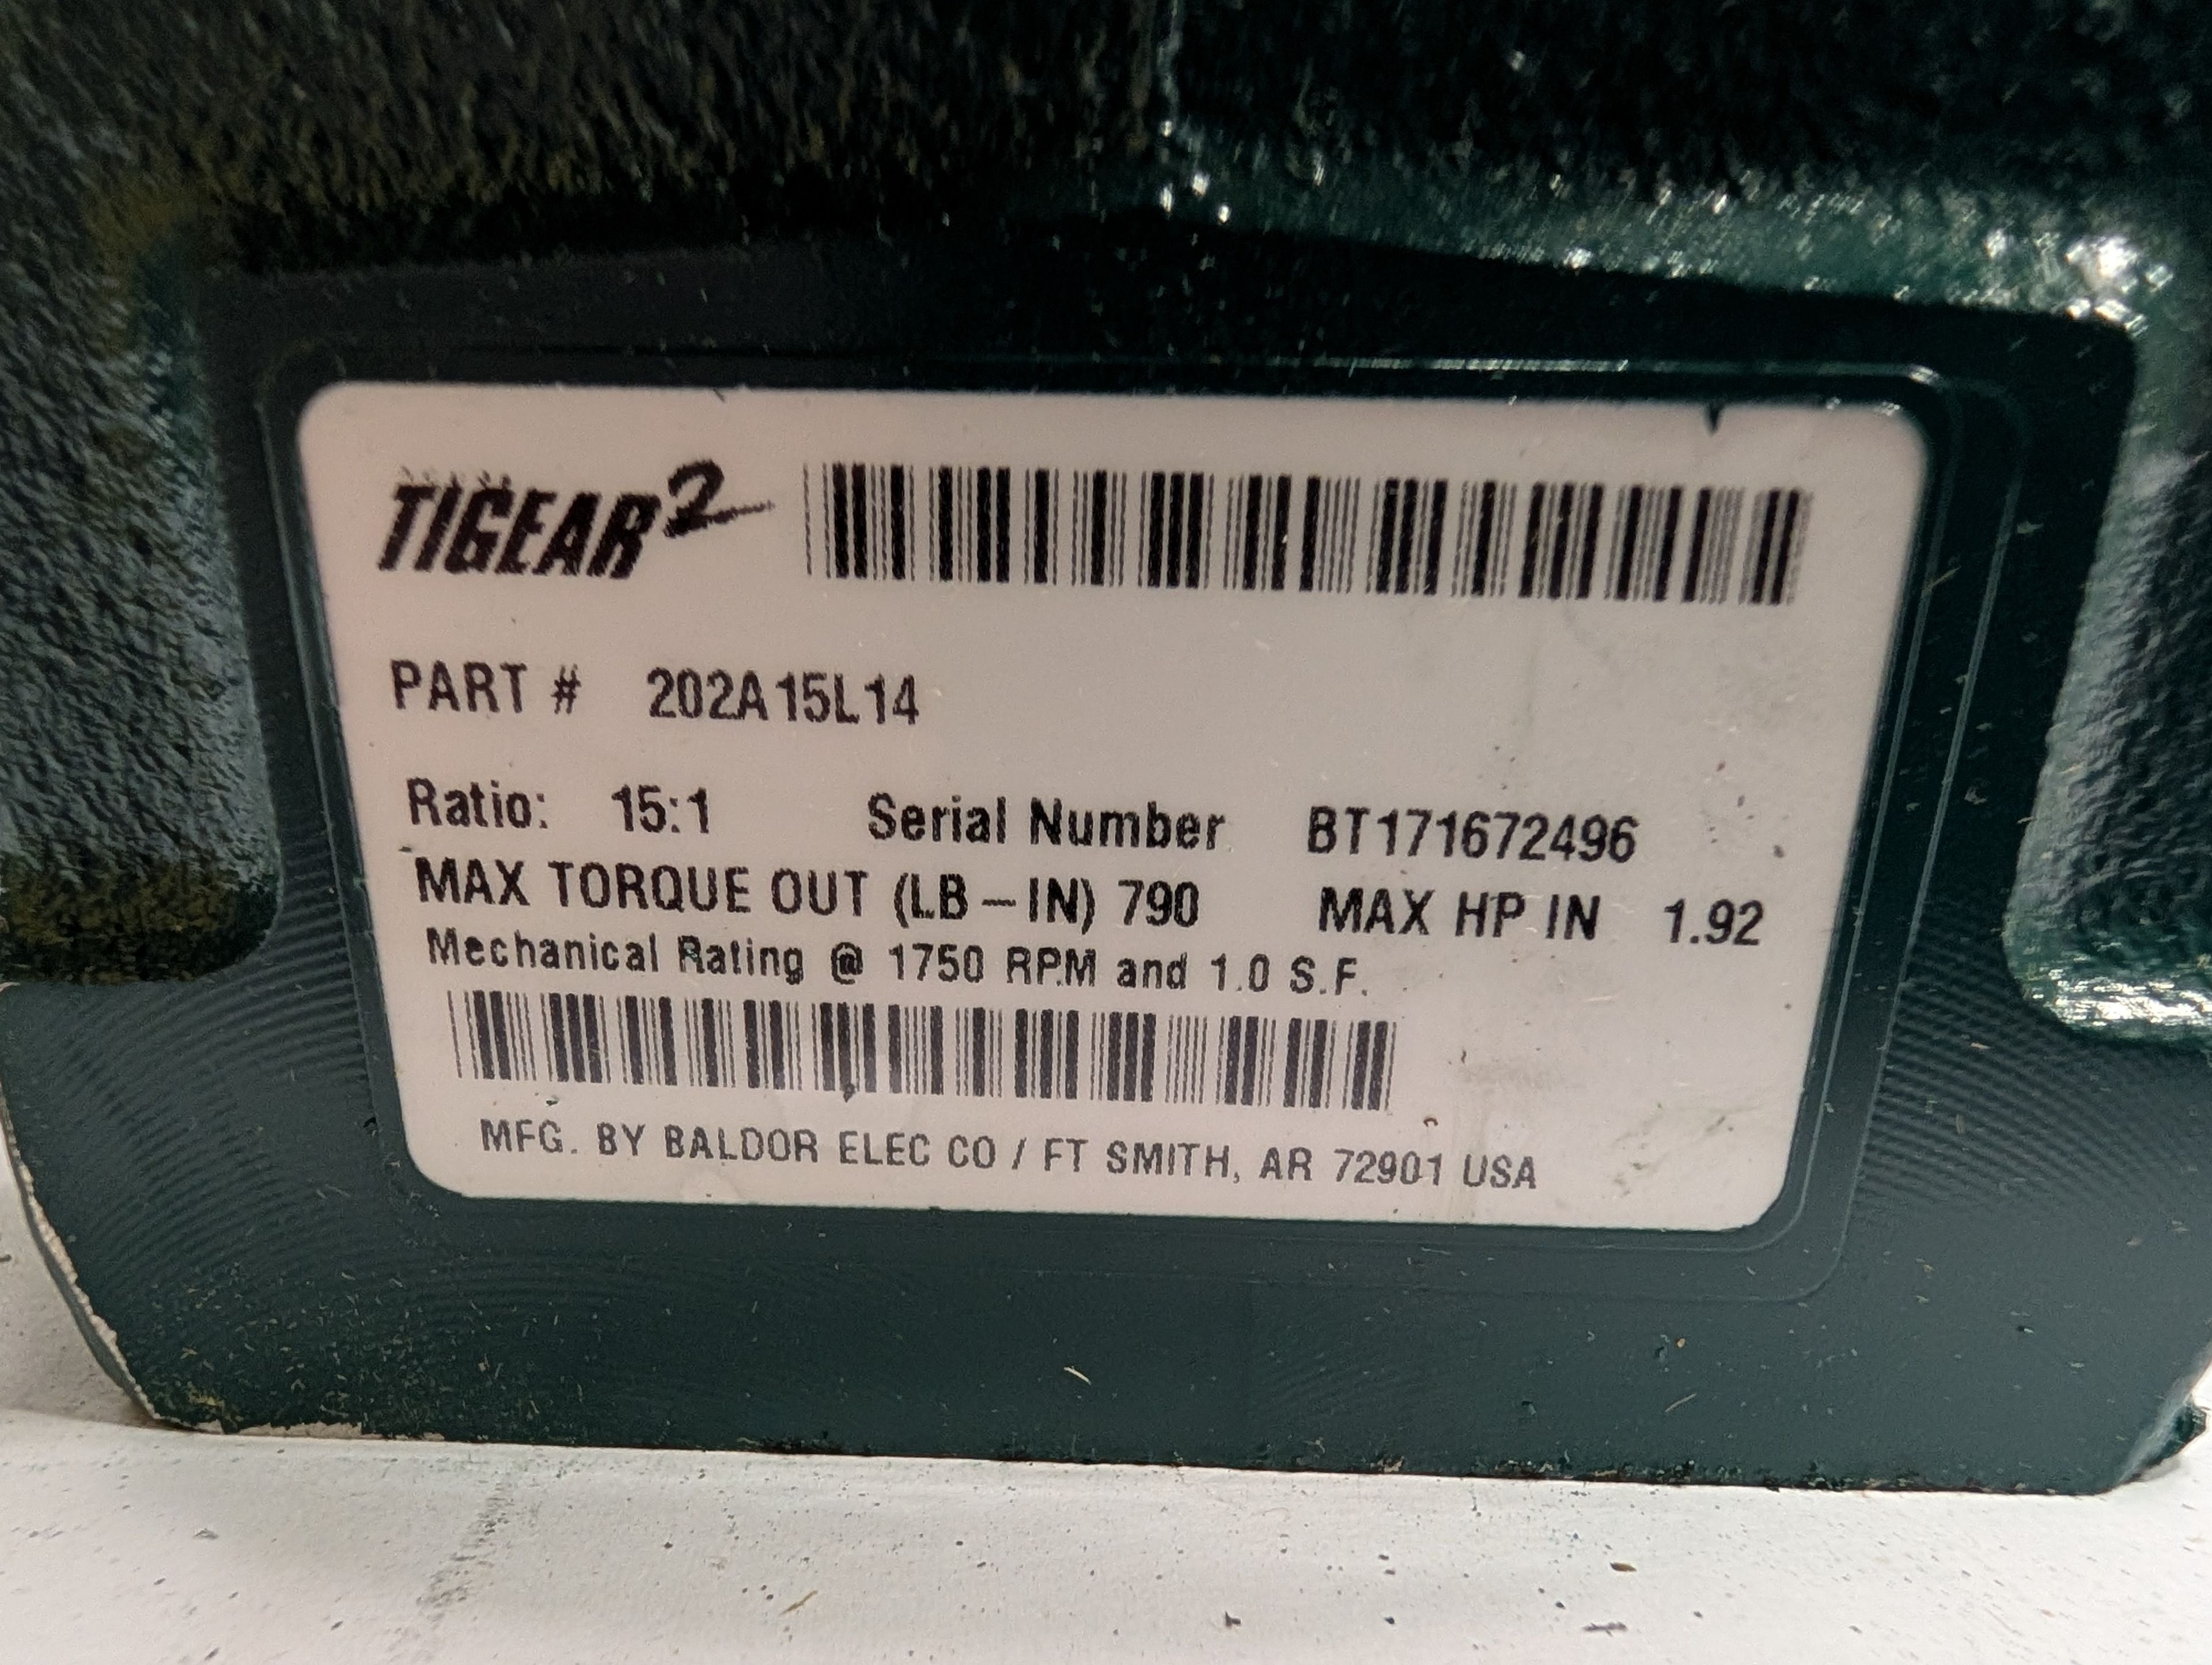 TIGEAR2
PART # 202A15L14
Ratio: 15:1 Serial Number BT171672496
MAX TORQUE OUT (LB-IN) 790 MAX HP IN 1.92
Mechanical Rating @ 1750 RPM and 1.0 S.F.
MFG. BY BALDOR ELEC CO / FT SMITH, AR 72901 USA